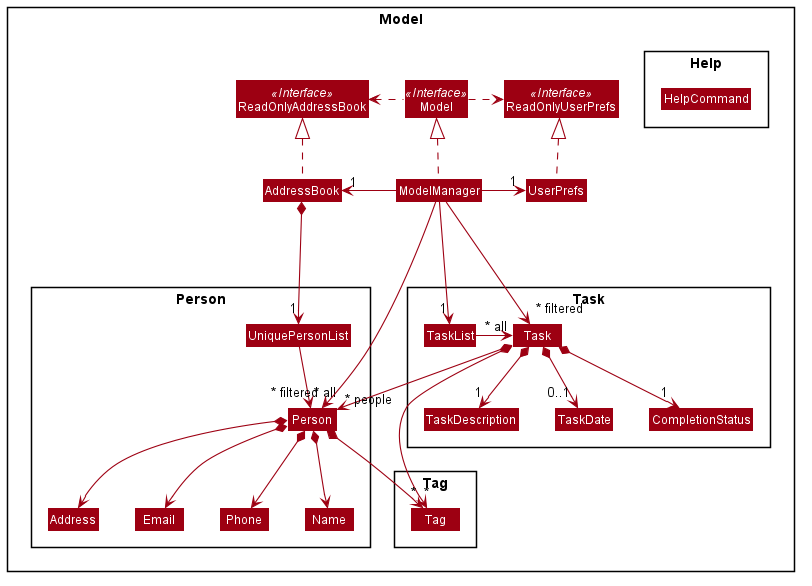 Model
Help
HelpCommand
«Interface»
ReadOnlyAddressBook
«Interface»
Model
«Interface»
ReadOnlyUserPrefs
AddressBook
1
ModelManager
1
UserPrefs
Person
Task
1
UniquePersonList
1
TaskList
* all
* filtered
Task
* filtered
* all
* people
Person
1
TaskDescription
0..1
TaskDate
1
CompletionStatus
Tag
* *
Address
Email
Phone
Name
Tag